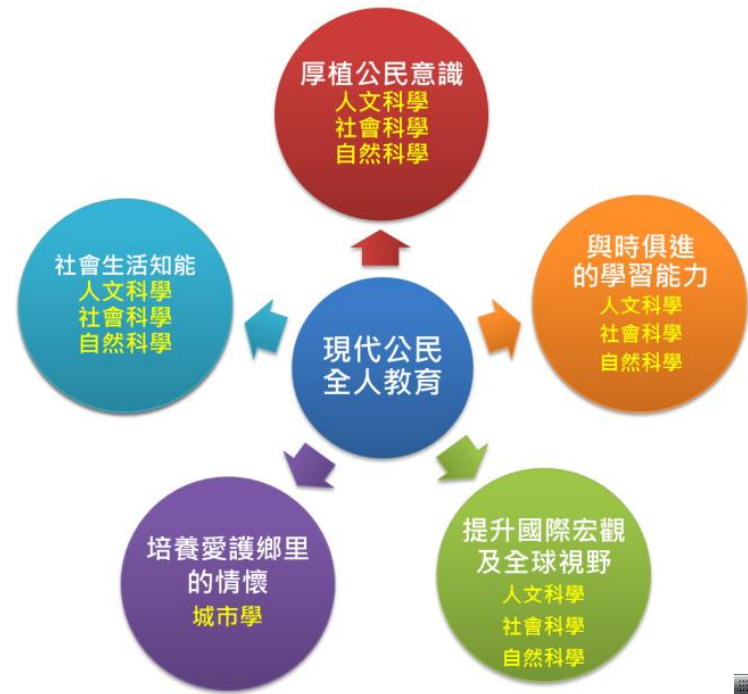 厚植公民意識
人文科學
社會科學
自然科學
與時俱進
的學習能力
人文科學
社會科學
自然科學
社會生活知能
人文科學
社會科學
自然科學
現代公民
全人教育
提升國際宏觀
及全球視野
人文科學
社會科學
自然科學
培養愛護鄉里
的情懷
城市學